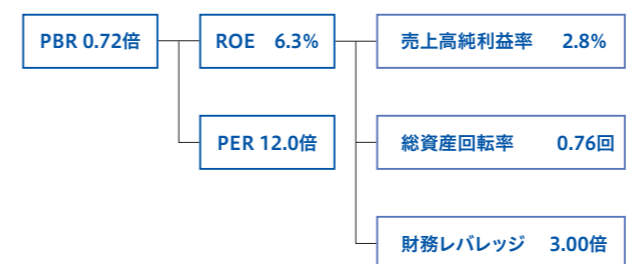 PBR 0.72倍
ROE 6.3%
売上高純利益率 2.8%
PER 12.0倍
総資産回転率 0.76回
財務レバレッジ 3.00倍